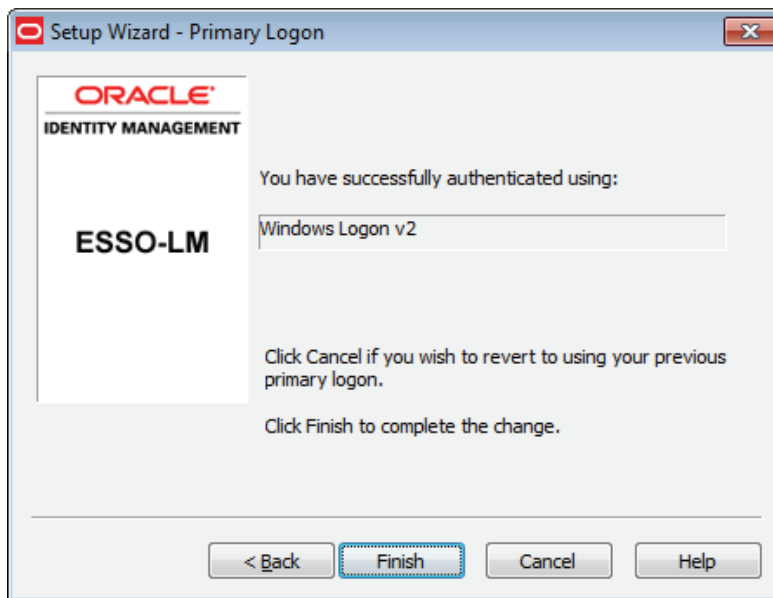 Setup Wizard - Primary Logon
ORACLE
IDENTITY MANAGEMENT
ESSO-LM
You have successfully authenticated using:
Windows Logon v2
Click Cancel if you wish to revert to using your previous
primary logon.
Click Finish to complete the change.
< Back
Finish
Cancel
Help